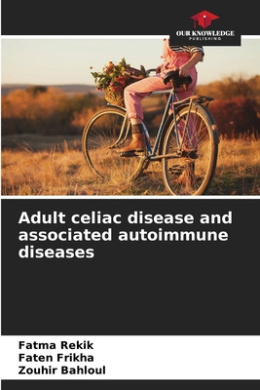 OUR KNOWLEDGE
PUBLISHING
Adult celiac disease and
associated autoimmune
diseases
Fatma Rekik
Faten Frikha
Zouhir Bahloul